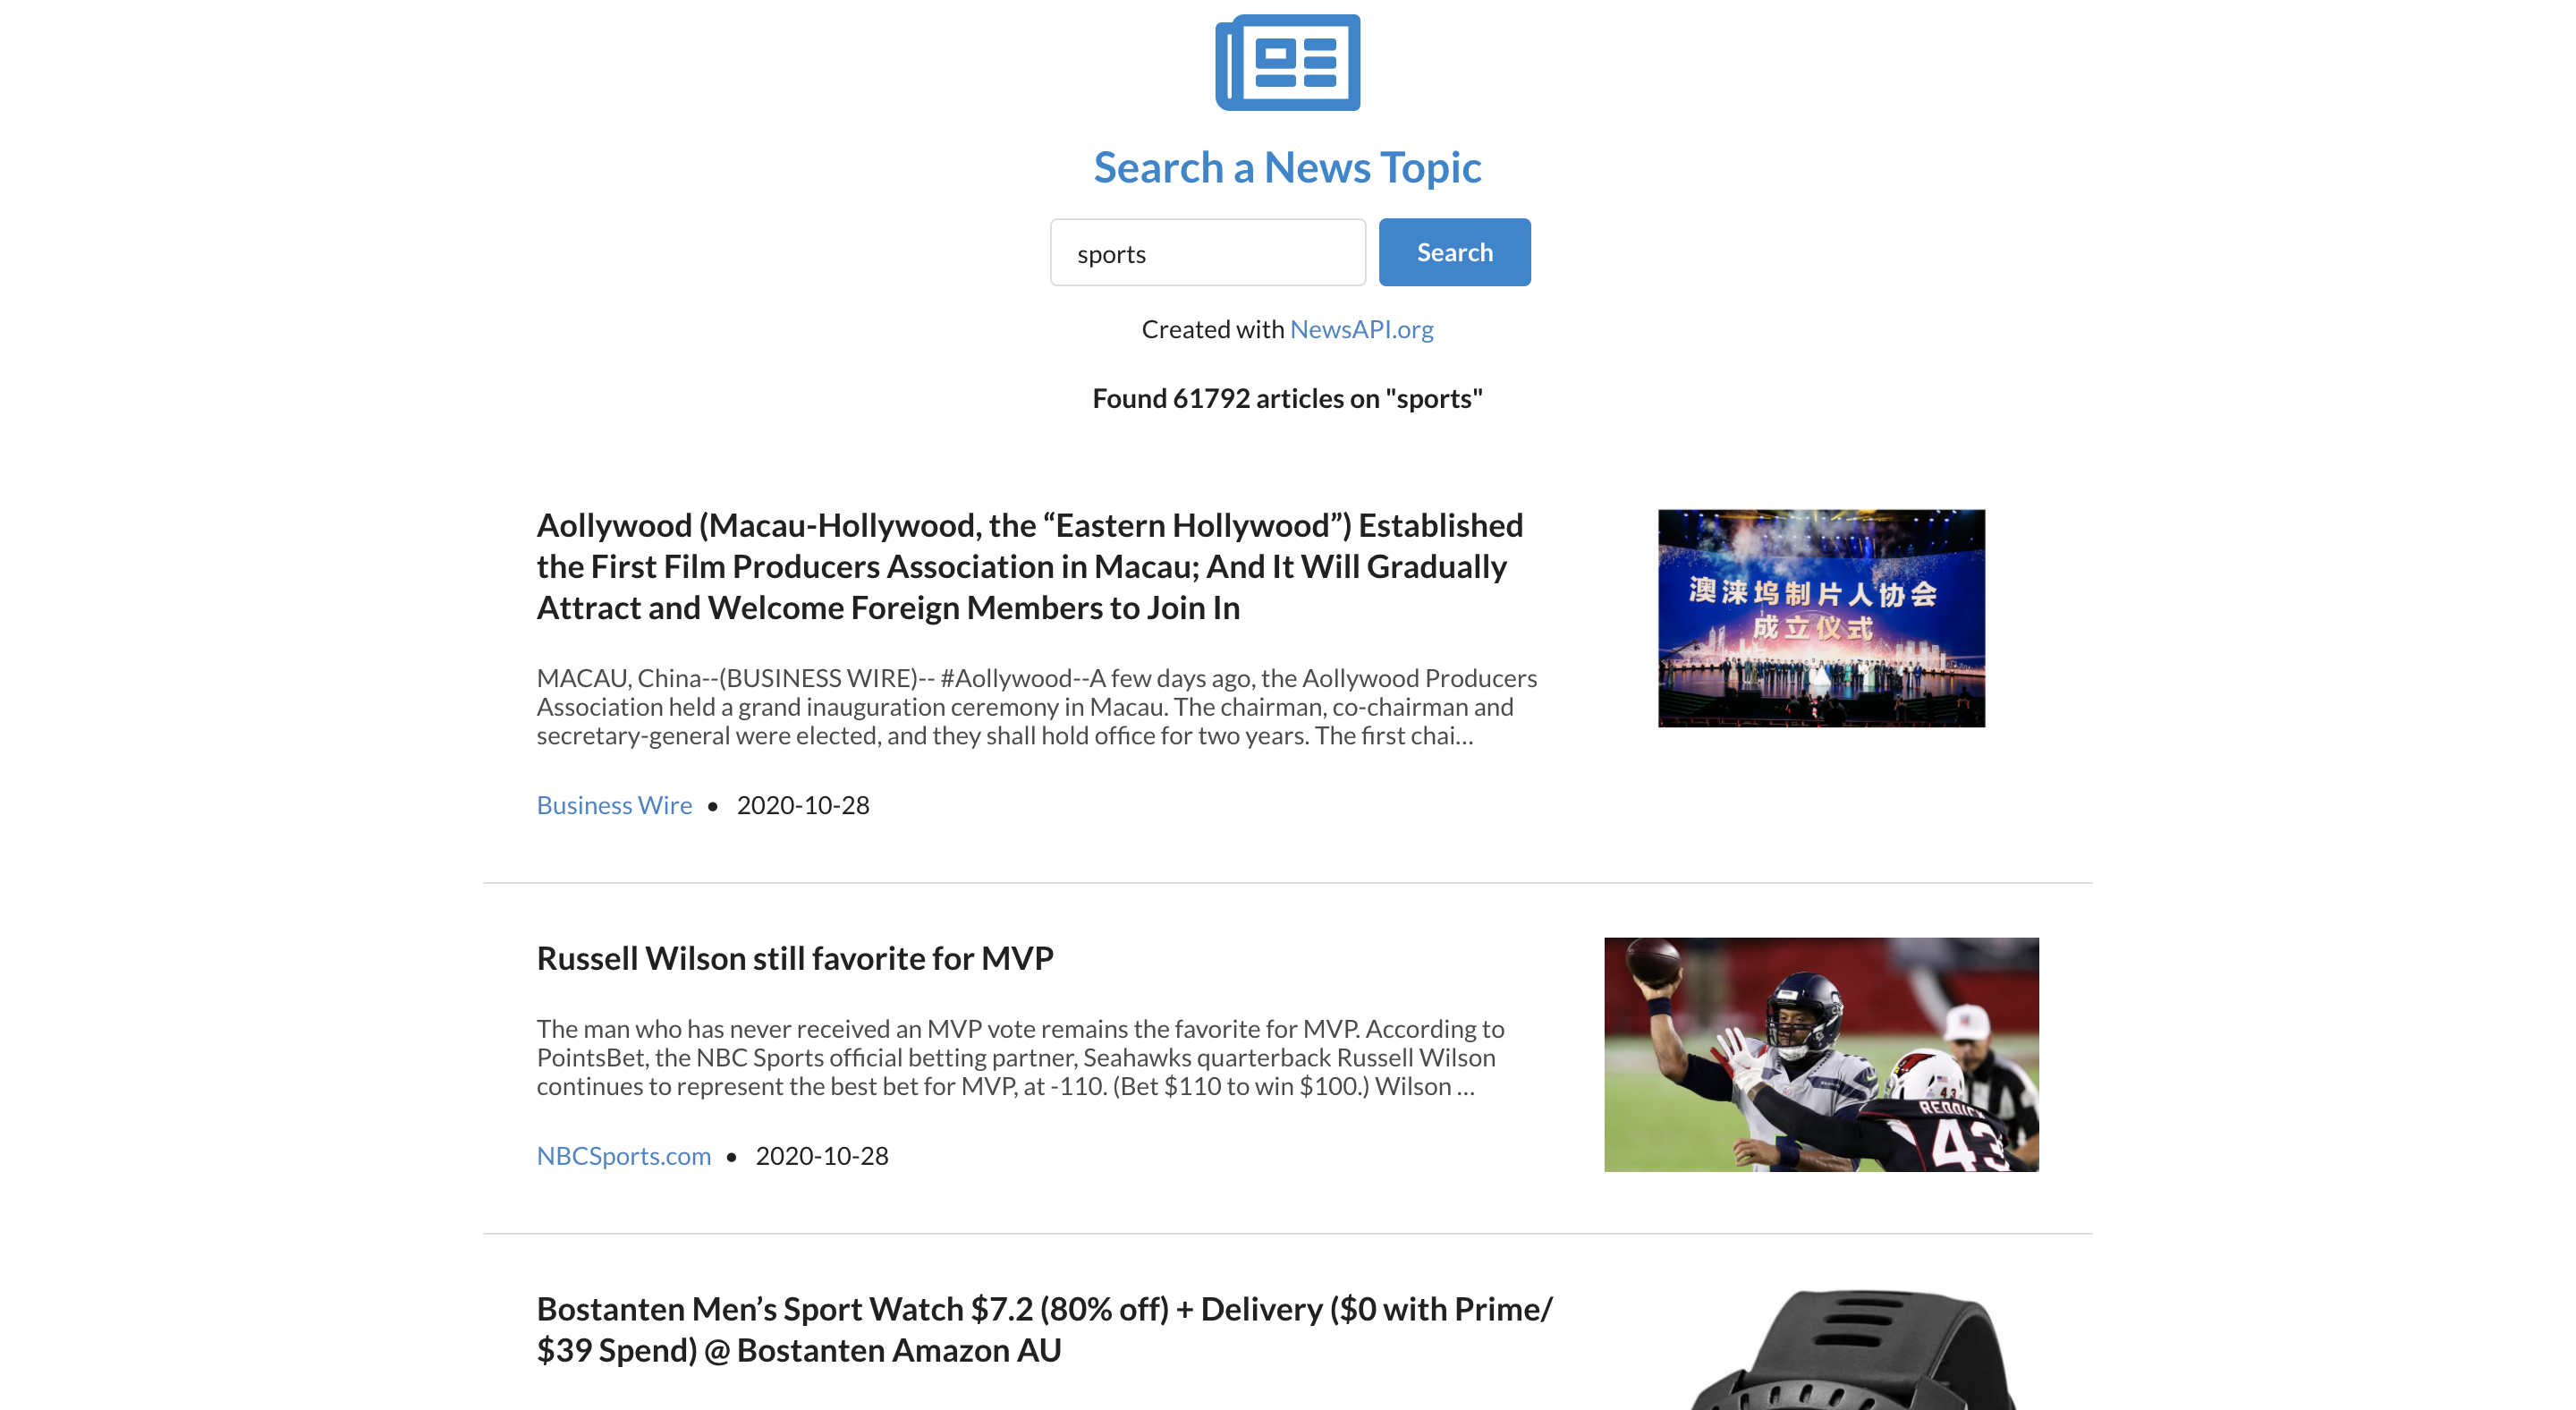 Search a News Topic
sports
Search
Created with NewsAPI.org
Found 61792 articles on "sports"
Aollywood (Macau-Hollywood, the “Eastern Hollywood”) Established
the First Film Producers Association in Macau; And It Will Gradually
Attract and Welcome Foreign Members to Join In
澳涞坞制片人协会
成立仪式
MACAU, China--(BUSINESS WIRE)-- #Aollywood--A few days ago, the Aollywood Producers
Association held a grand inauguration ceremony in Macau. The chairman, co-chairman and
secretary-general were elected, and they shall hold office for two years. The first chai...
Business Wire • 2020-10-28
Russell Wilson still favorite for MVP
The man who has never received an MVP vote remains the favorite for MVP. According to
PointsBet, the NBC Sports official betting partner, Seahawks quarterback Russell Wilson
continues to represent the best bet for MVP, at -110. (Bet $110 to win $100.) Wilson ...
NBCSports.com • 2020-10-28
REDDICK
43
Bostanten Men’s Sport Watch $7.2 (80% off) + Delivery ($0 with Prime/
$39 Spend) @ Bostanten Amazon AU